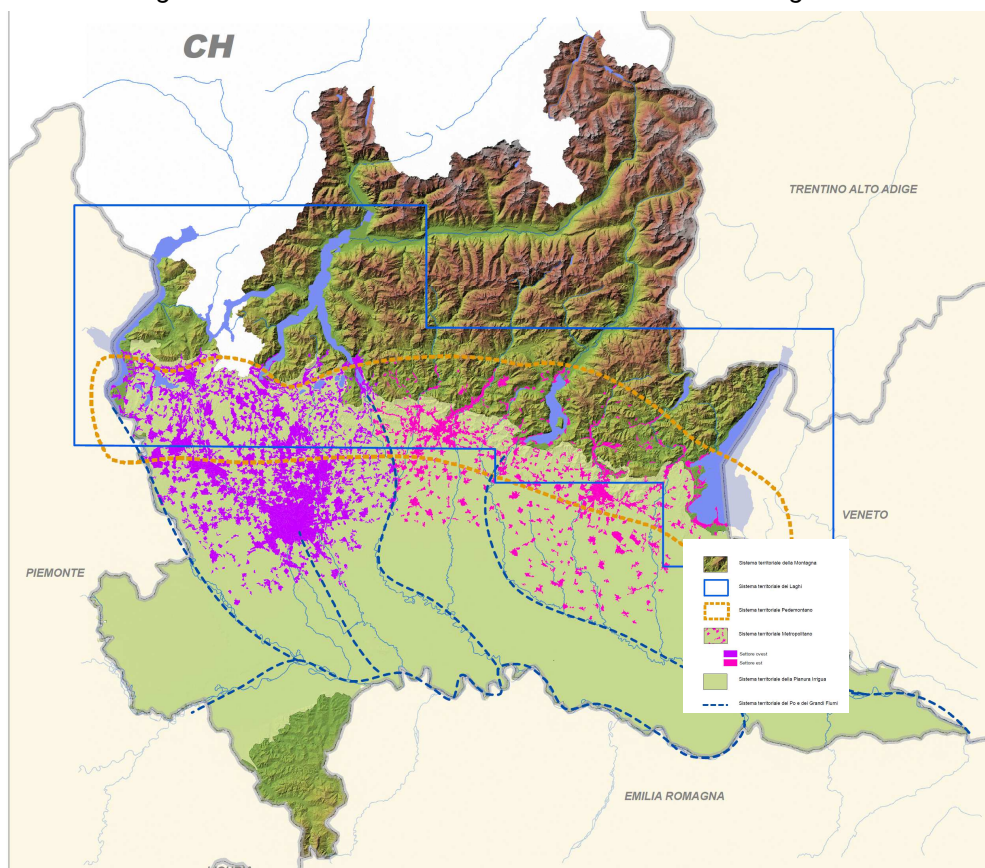 CH
TRENTINO ALTO ADIGE
VENETO
PIEMONTE
Sistema territoriale della Montagna
Sistema territoriale dei Laghi
Sistema territoriale Pedemontano
Sistema territoriale Metropolitano
Settore ovest
Settore est
Sistema territoriale della Pianura Irrigua
Sistema territoriale del Po e dei Grandi Fiumi
EMILIA ROMAGNA